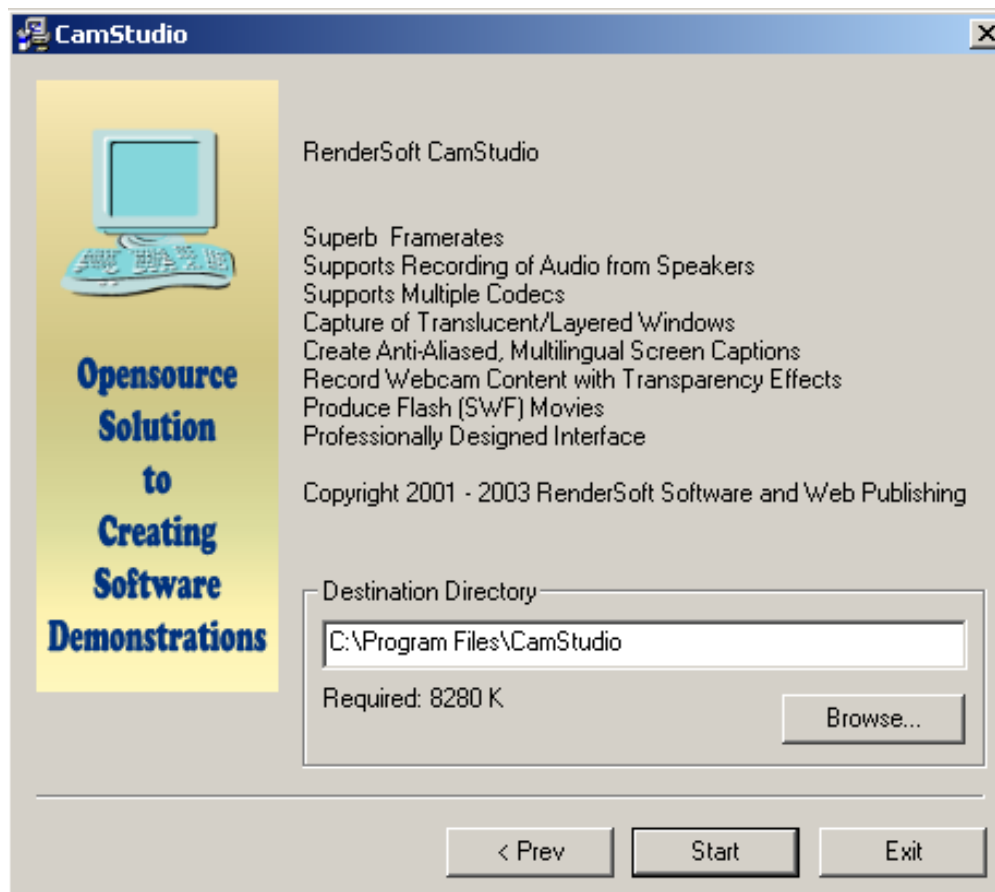 CamStudio
Opensource
Solution
to
Creating
Software
Demonstrations
RenderSoft CamStudio
Superb  Framerates
Supports Recording of Audio from Speakers
Supports Multiple Codecs
Capture of Translucent/Layered Windows
Create Anti-Aliased, Multilingual Screen Captions
Record Webcam Content with Transparency Effects
Produce Flash (SWF) Movies
Professionally Designed Interface
Copyright 2001 - 2003 RenderSoft Software and Web Publishing
Destination Directory
C:\Program Files\CamStudio
Required: 8280 K
Browse...
< Prev
Start
Exit